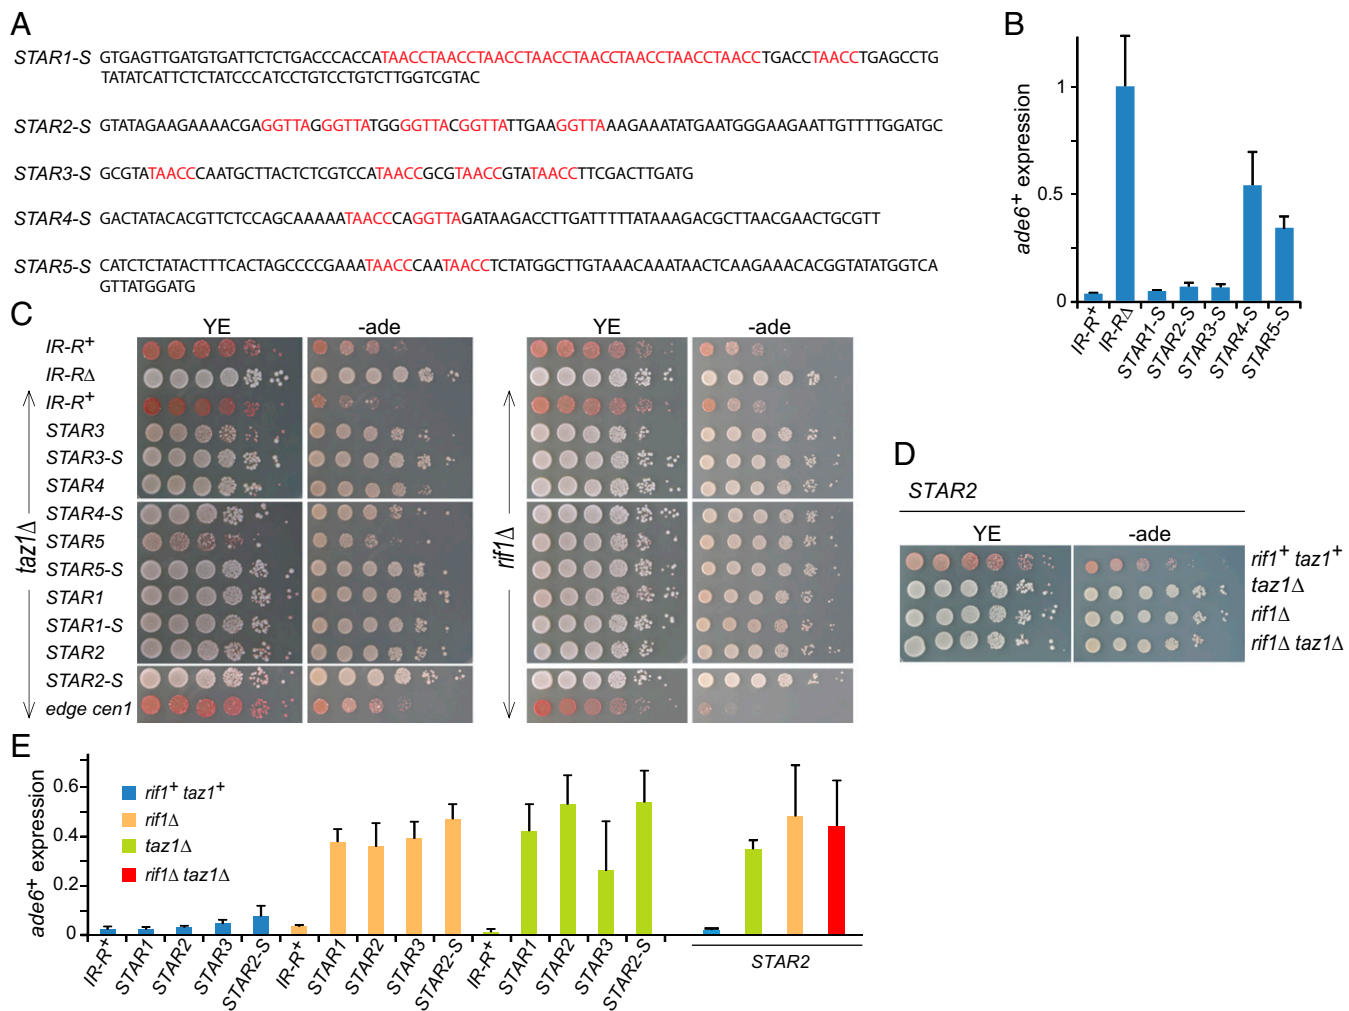 A
STAR1-S GTGAGTTGATGTGATTCTCTGACCCACCATAACCTAACCTAACCTAACCTAACCTAACCTAACCTAACCTGACCTAACCTGAGCCTG
TATATCATTCTCTATCCCATCCTGTCCTGTCTTGGTCGTAC
STAR2-S GTATAGAAGAAAACGAGGTTAGGGTTATGGGGTTACGGTTATTGAAGGTTAAAGAAATATGAATGGGAAGAATTGTTTTGGATGC
STAR3-S GCGTATAACCCAATGCTTACTCTCGTCCATAACCGCGTAACCGTATAACCTTCGACTTGATG
STAR4-S GACTATACACGTTCTCCAGCAAAAATAACCCAGGTTAGATAAGACCTTGATTTTTATAAAGACGCTTAACGAACTGCGTT
STAR5-S CATCTCTATACTTTCACTAGCCCCGAAATAACCCAATAACCTCTATGGCTTGTAAACAAATAACTCAAGAAACACGGTATATGGTCA
GTTATGGATG
B
ade6+ expression
1
0.5
0
IR-R+
IR-RΔ
STAR1-S
STAR2-S
STAR3-S
STAR4-S
STAR5-S
C
YE -ade YE -ade
IR-R+
IR-RΔ
IR-R+
STAR3
STAR3-S
STAR4
STAR4-S
STAR5
STAR5-S
STAR1
STAR1-S
STAR2
STAR2-S
edge cen1
taz1Δ
rif1Δ
D
STAR2
YE -ade
rif1+ taz1+
taz1Δ
rif1Δ
rif1Δ taz1Δ
E
ade6+ expression
0.6
0.4
0.2
0
rif1+ taz1+
rif1Δ
taz1Δ
rif1Δ taz1Δ
IR-R+
STAR1
STAR2
STAR3
STAR2-S
IR-R+
STAR1
STAR2
STAR3
STAR2-S
IR-R+
STAR1
STAR2
STAR3
STAR2-S
STAR2